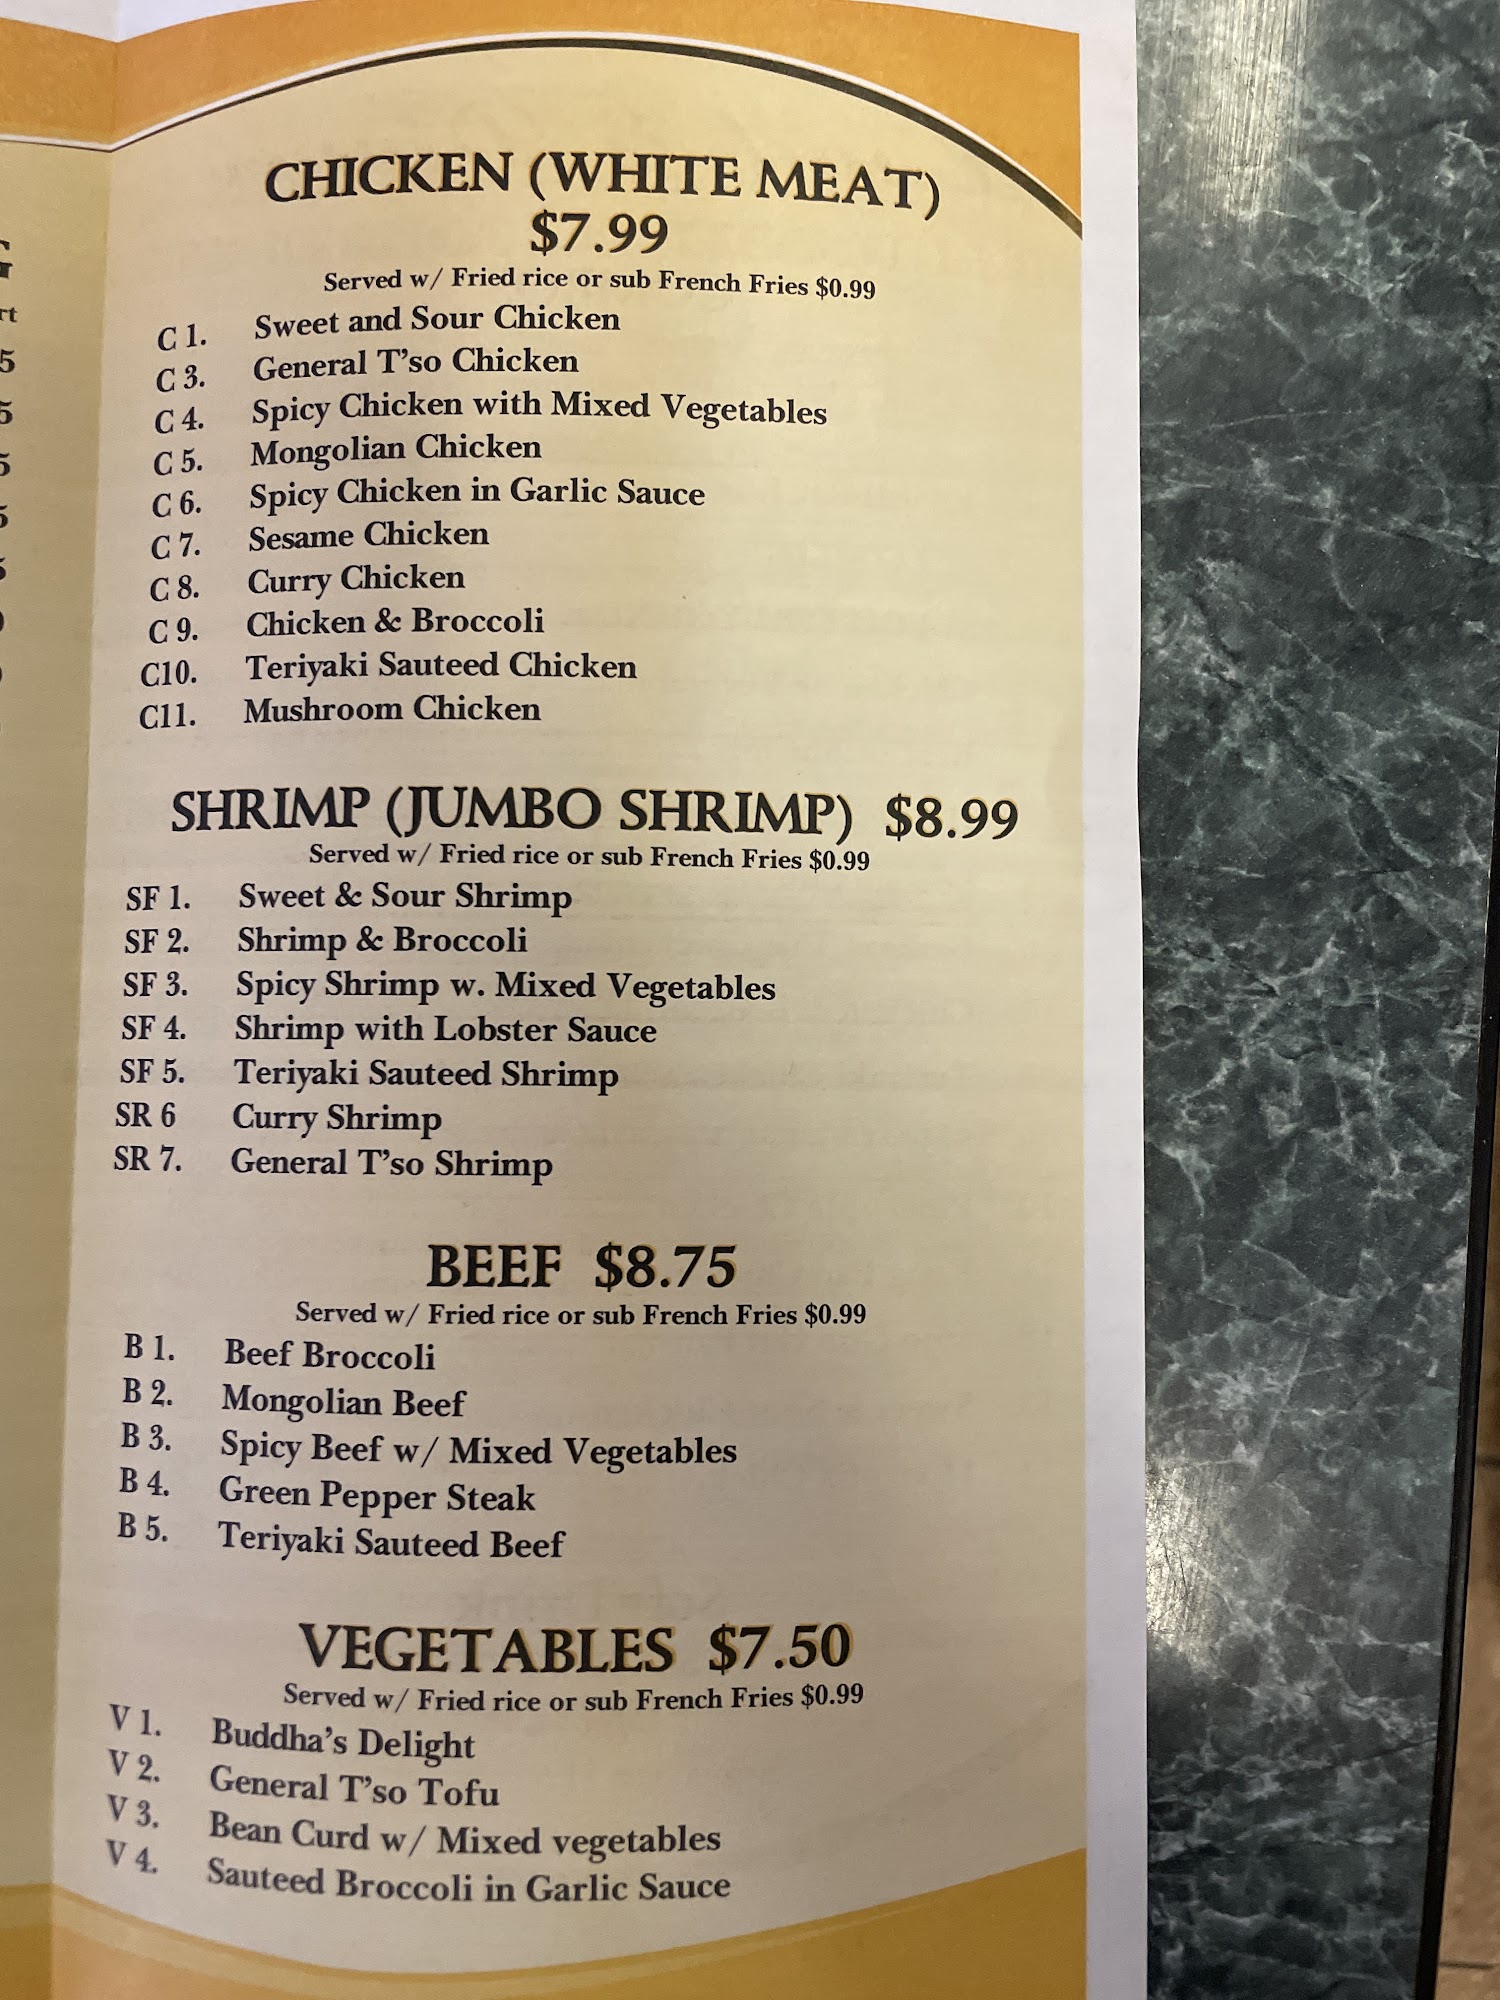 CHICKEN (WHITE MEAT)
$7.99
Served w/ Fried rice or sub French Fries $0.99
C 1. Sweet and Sour Chicken
C 3. General T'so Chicken
C 4. Spicy Chicken with Mixed Vegetables
C 5. Mongolian Chicken
C 6. Spicy Chicken in Garlic Sauce
C 7. Sesame Chicken
C 8. Curry Chicken
C 9. Chicken & Broccoli
C10. Teriyaki Sauteed Chicken
C11. Mushroom Chicken
SHRIMP (JUMBO SHRIMP) $8.99
Served w/ Fried rice or sub French Fries $0.99
SF 1. Sweet & Sour Shrimp
SF 2. Shrimp & Broccoli
SF 3. Spicy Shrimp w. Mixed Vegetables
SF 4. Shrimp with Lobster Sauce
SF 5. Teriyaki Sauteed Shrimp
SR 6 Curry Shrimp
SR 7. General T'so Shrimp
BEEF $8.75
Served w/ Fried rice or sub French Fries $0.99
B 1. Beef Broccoli
B 2. Mongolian Beef
B 3. Spicy Beef w/ Mixed Vegetables
B 4. Green Pepper Steak
B 5. Teriyaki Sauteed Beef
VEGETABLES $7.50
Served w/ Fried rice or sub French Fries $0.99
V 1. Buddha's Delight
V 2. General T'so Tofu
V 3. Bean Curd w/ Mixed vegetables
V 4. Sauteed Broccoli in Garlic Sauce